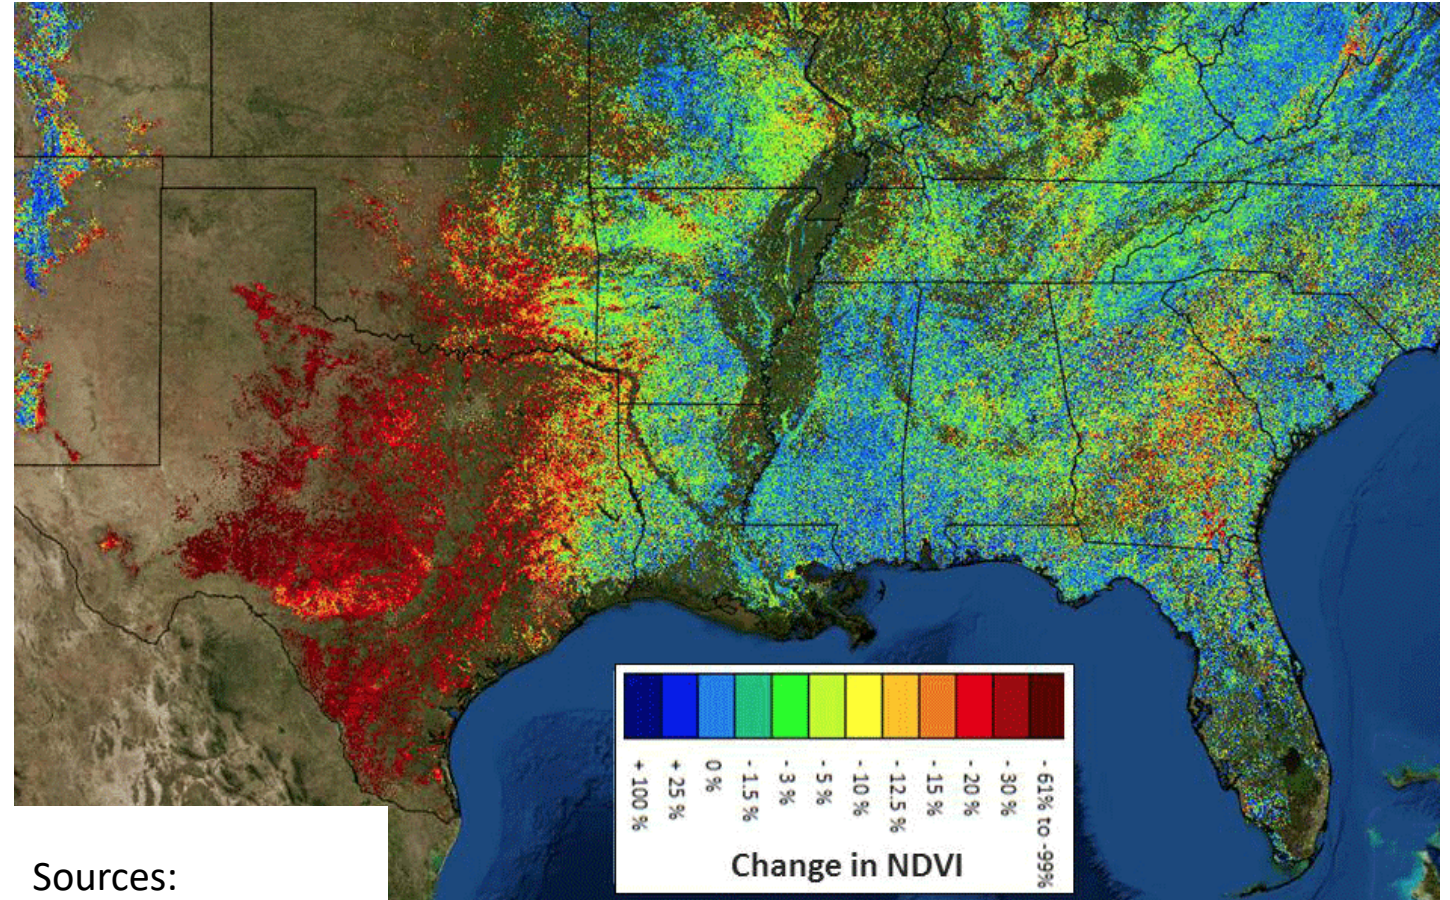 + 100 %
+ 25 %
0 %
- 1.5 %
- 3 %
- 5 %
- 10 %
- 12.5 %
- 15 %
- 20 %
- 30 %
- 61% to -99%
Change in NDVI
Sources: